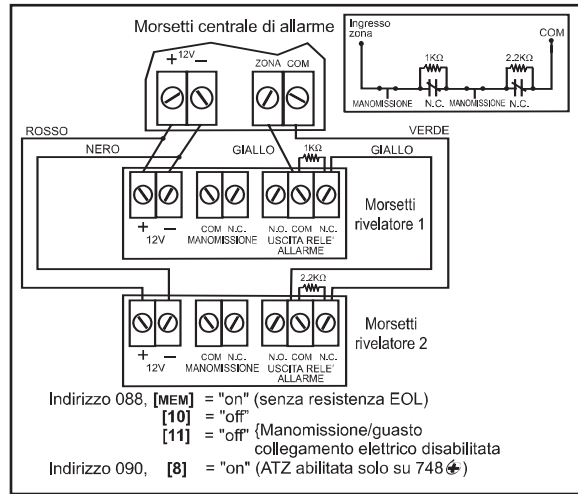 Morsetti centrale di allarme
+ 12V –
ZONA COM
Ingresso
zona
COM
1KΩ
2.2KΩ
MANOMISSIONE N.C. MANOMISSIONE N.C.
ROSSO
VERDE
NERO
GIALLO
1KΩ
GIALLO
Morsetti
rivelatore 1
+ –
12V
COM N.C.
MANOMISSIONE
N.O. COM N.C.
USCITA RELE'
ALLARME
2.2KΩ
Morsetti
rivelatore 2
+ –
12V
COM N.C.
MANOMISSIONE
N.O. COM N.C.
USCITA RELE'
ALLARME
Indirizzo 088, [MEM] = "on" (senza resistenza EOL)
[10] = "off"
[11] = "off" {Manomissione/guasto
collegamento elettrico disabilitata
Indirizzo 090, [8] = "on" (ATZ abilitata solo su 748)